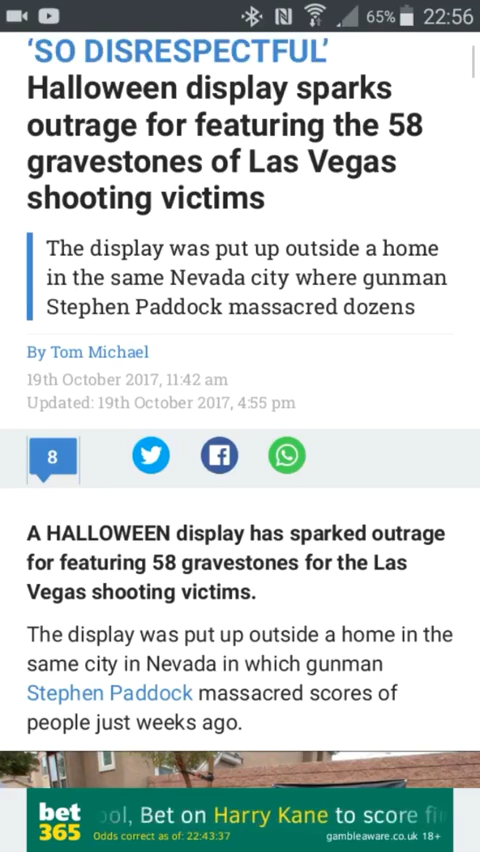 65% 22:56
'SO DISRESPECTFUL'
Halloween display sparks
outrage for featuring the 58
gravestones of Las Vegas
shooting victims
The display was put up outside a home
in the same Nevada city where gunman
Stephen Paddock massacred dozens
By Tom Michael
19th October 2017, 11:42 am
Updated: 19th October 2017, 4:55 pm
8
A HALLOWEEN display has sparked outrage
for featuring 58 gravestones for the Las
Vegas shooting victims.
The display was put up outside a home in the
same city in Nevada in which gunman
Stephen Paddock massacred scores of
people just weeks ago.
bet365
ool, Bet on Harry Kane to score fi
Odds correct as of: 22:43:37 gambleaware.co.uk 18+